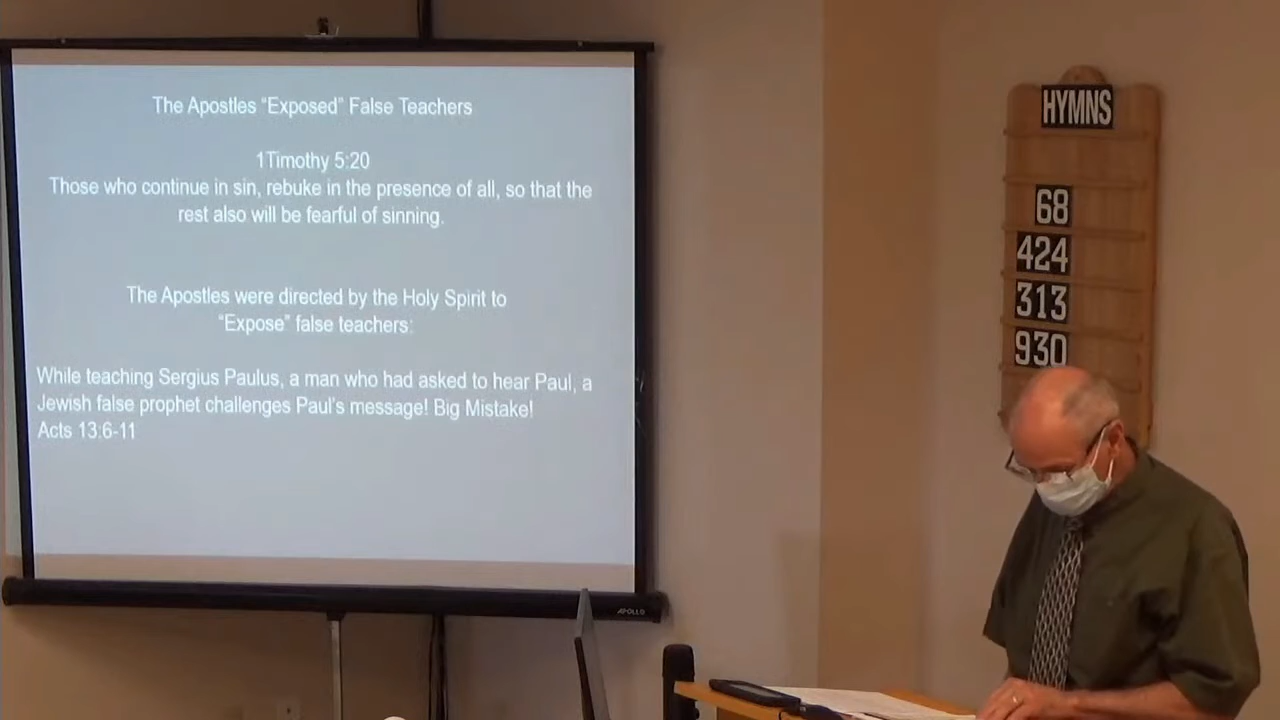 The Apostles “Exposed” False Teachers
1Timothy 5:20
Those who continue in sin, rebuke in the presence of all, so that the
rest also will be fearful of sinning.
The Apostles were directed by the Holy Spirit to
“Expose” false teachers:
While teaching Sergius Paulus, a man who had asked to hear Paul, a
Jewish false prophet challenges Paul's message! Big Mistake!
Acts 13:6-11
APOLLO
HYMNS
68
424
313
930